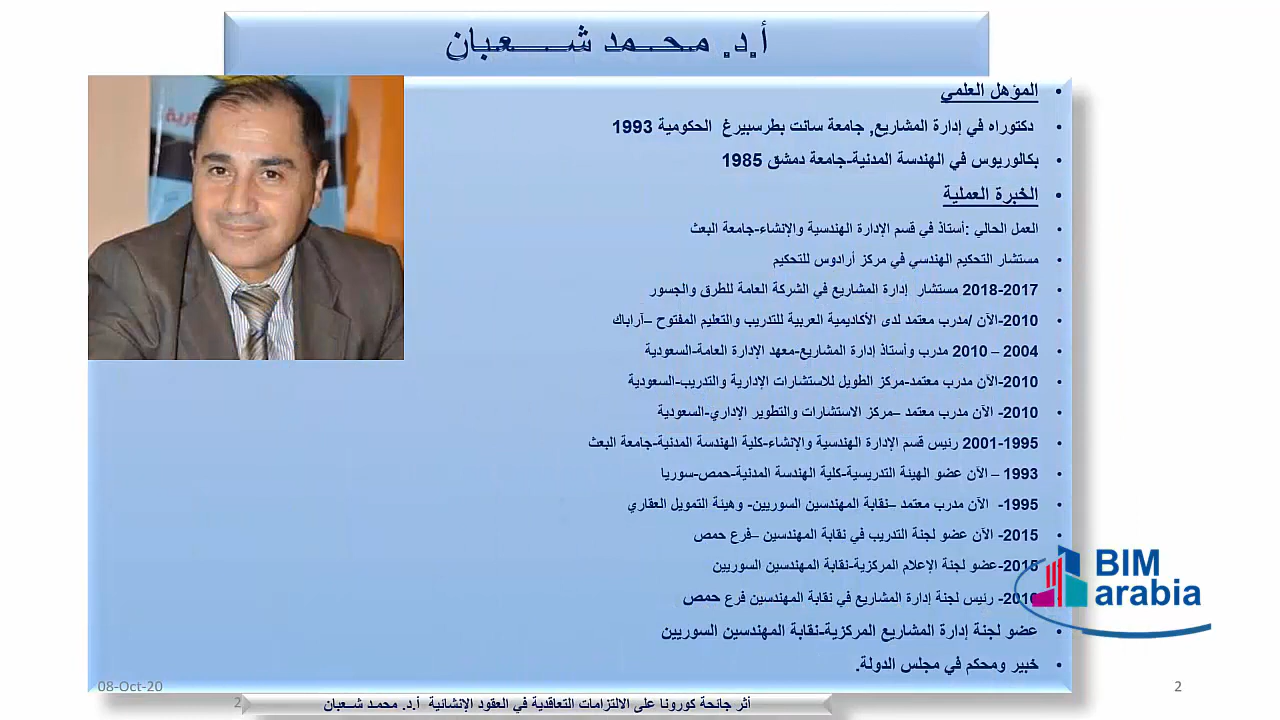 أ.د. محـمد شـــعبان
المؤهل العلمي
دكتوراه في إدارة المشاريع, جامعة سانت بطرسبيرغ الحكومية 1993
بكالوريوس في الهندسة المدنية-جامعة دمشق 1985
الخبرة العملية
العمل الحالي :أستاذ في قسم الإدارة الهندسية والإنشاء-جامعة البعث
مستشار التحكيم الهندسي في مركز أرادوس للتحكيم
2018-2017 مستشار إدارة المشاريع في الشركة العامة للطرق والجسور
2010-الآن /مدرب معتمد لدى الأكاديمية العربية للتدريب والتعليم المفتوح –آراباك
2004 – 2010 مدرب وأستاذ إدارة المشاريع-معهد الإدارة العامة-السعودية
2010-الآن مدرب معتمد-مركز الطويل للاستشارات الإدارية والتدريب-السعودية
2010- الآن مدرب معتمد –مركز الاستشارات والتطوير الإداري-السعودية
2001-1995 رئيس قسم الإدارة الهندسية والإنشاء-كلية الهندسة المدنية-جامعة البعث
1993 – الآن عضو الهيئة التدريسية-كلية الهندسة المدنية-حمص-سوريا
1995- الآن مدرب معتمد –نقابة المهندسين السوريين- وهيئة التمويل العقاري
2015- الآن عضو لجنة التدريب في نقابة المهندسين –فرع حمص
2015-عضو لجنة الإعلام المركزية-نقابة المهندسين السوريين
رئيس لجنة إدارة المشاريع في نقابة المهندسين فرع حمص
عضو لجنة إدارة المشاريع المركزية-نقابة المهندسين السوريين
خبير ومحكم في مجلس الدولة.
BIM
arabia
08-Oct-20
2
2
أثر جائحة كورونا على الالتزامات التعاقدية في العقود الإنشائية أ.د. محمـد شــعبان